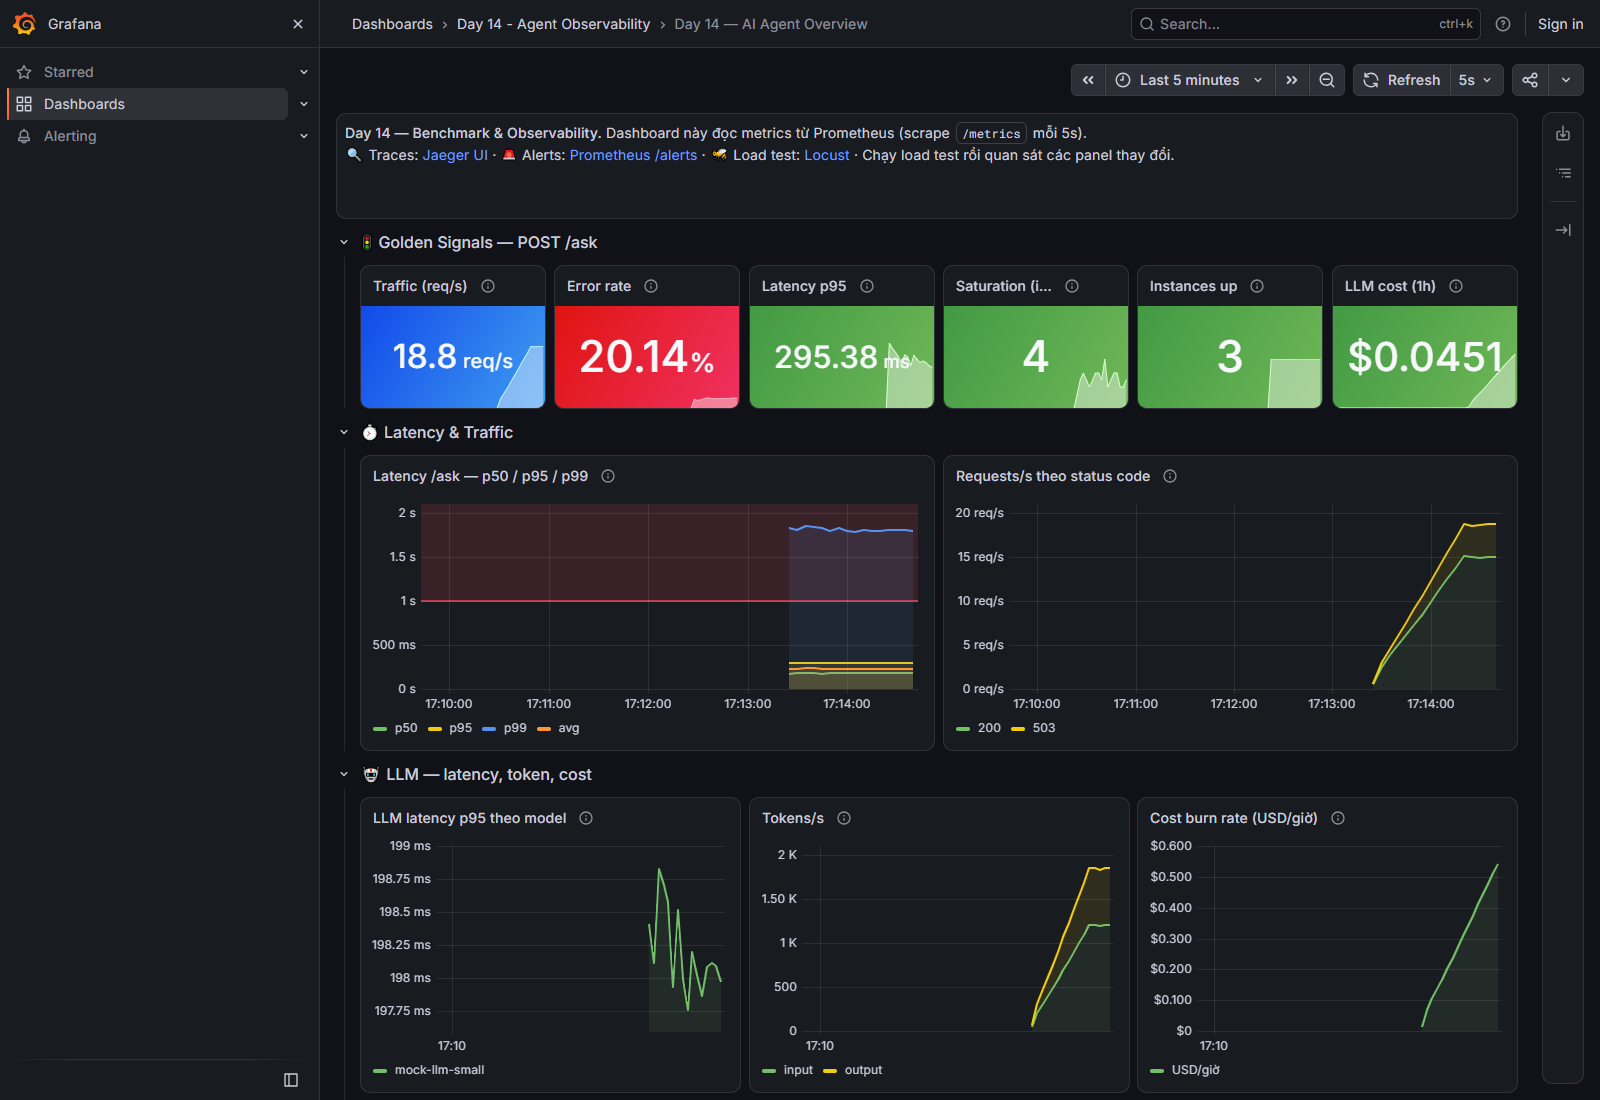 Grafana
Dashboards › Day 14 - Agent Observability › Day 14 — AI Agent Overview
Search...
ctrl+k
Sign in
Starred
Dashboards
Alerting
Last 5 minutes
Refresh
5s
Day 14 — Benchmark & Observability. Dashboard này đọc metrics từ Prometheus (scrape /metrics mỗi 5s).
🔍 Traces: Jaeger UI · 🚨 Alerts: Prometheus /alerts · 🐝 Load test: Locust · Chạy load test rồi quan sát các panel thay đổi.
🚦 Golden Signals — POST /ask
Traffic (req/s)
18.8 req/s
Error rate
20.14%
Latency p95
295.38 ms
Saturation (i...
4
Instances up
3
LLM cost (1h)
$0.0451
⏱️ Latency & Traffic
Latency /ask — p50 / p95 / p99
2 s
1.5 s
1 s
500 ms
0 s
17:10:00
17:11:00
17:12:00
17:13:00
17:14:00
p50
p95
p99
avg
Requests/s theo status code
20 req/s
15 req/s
10 req/s
5 req/s
0 req/s
17:10:00
17:11:00
17:12:00
17:13:00
17:14:00
200
503
🤖 LLM — latency, token, cost
LLM latency p95 theo model
199 ms
198.75 ms
198.5 ms
198.25 ms
198 ms
197.75 ms
17:10
mock-llm-small
Tokens/s
2 K
1.50 K
1 K
500
0
17:10
input
output
Cost burn rate (USD/giờ)
$0.600
$0.500
$0.400
$0.300
$0.200
$0.100
$0
17:10
USD/giờ